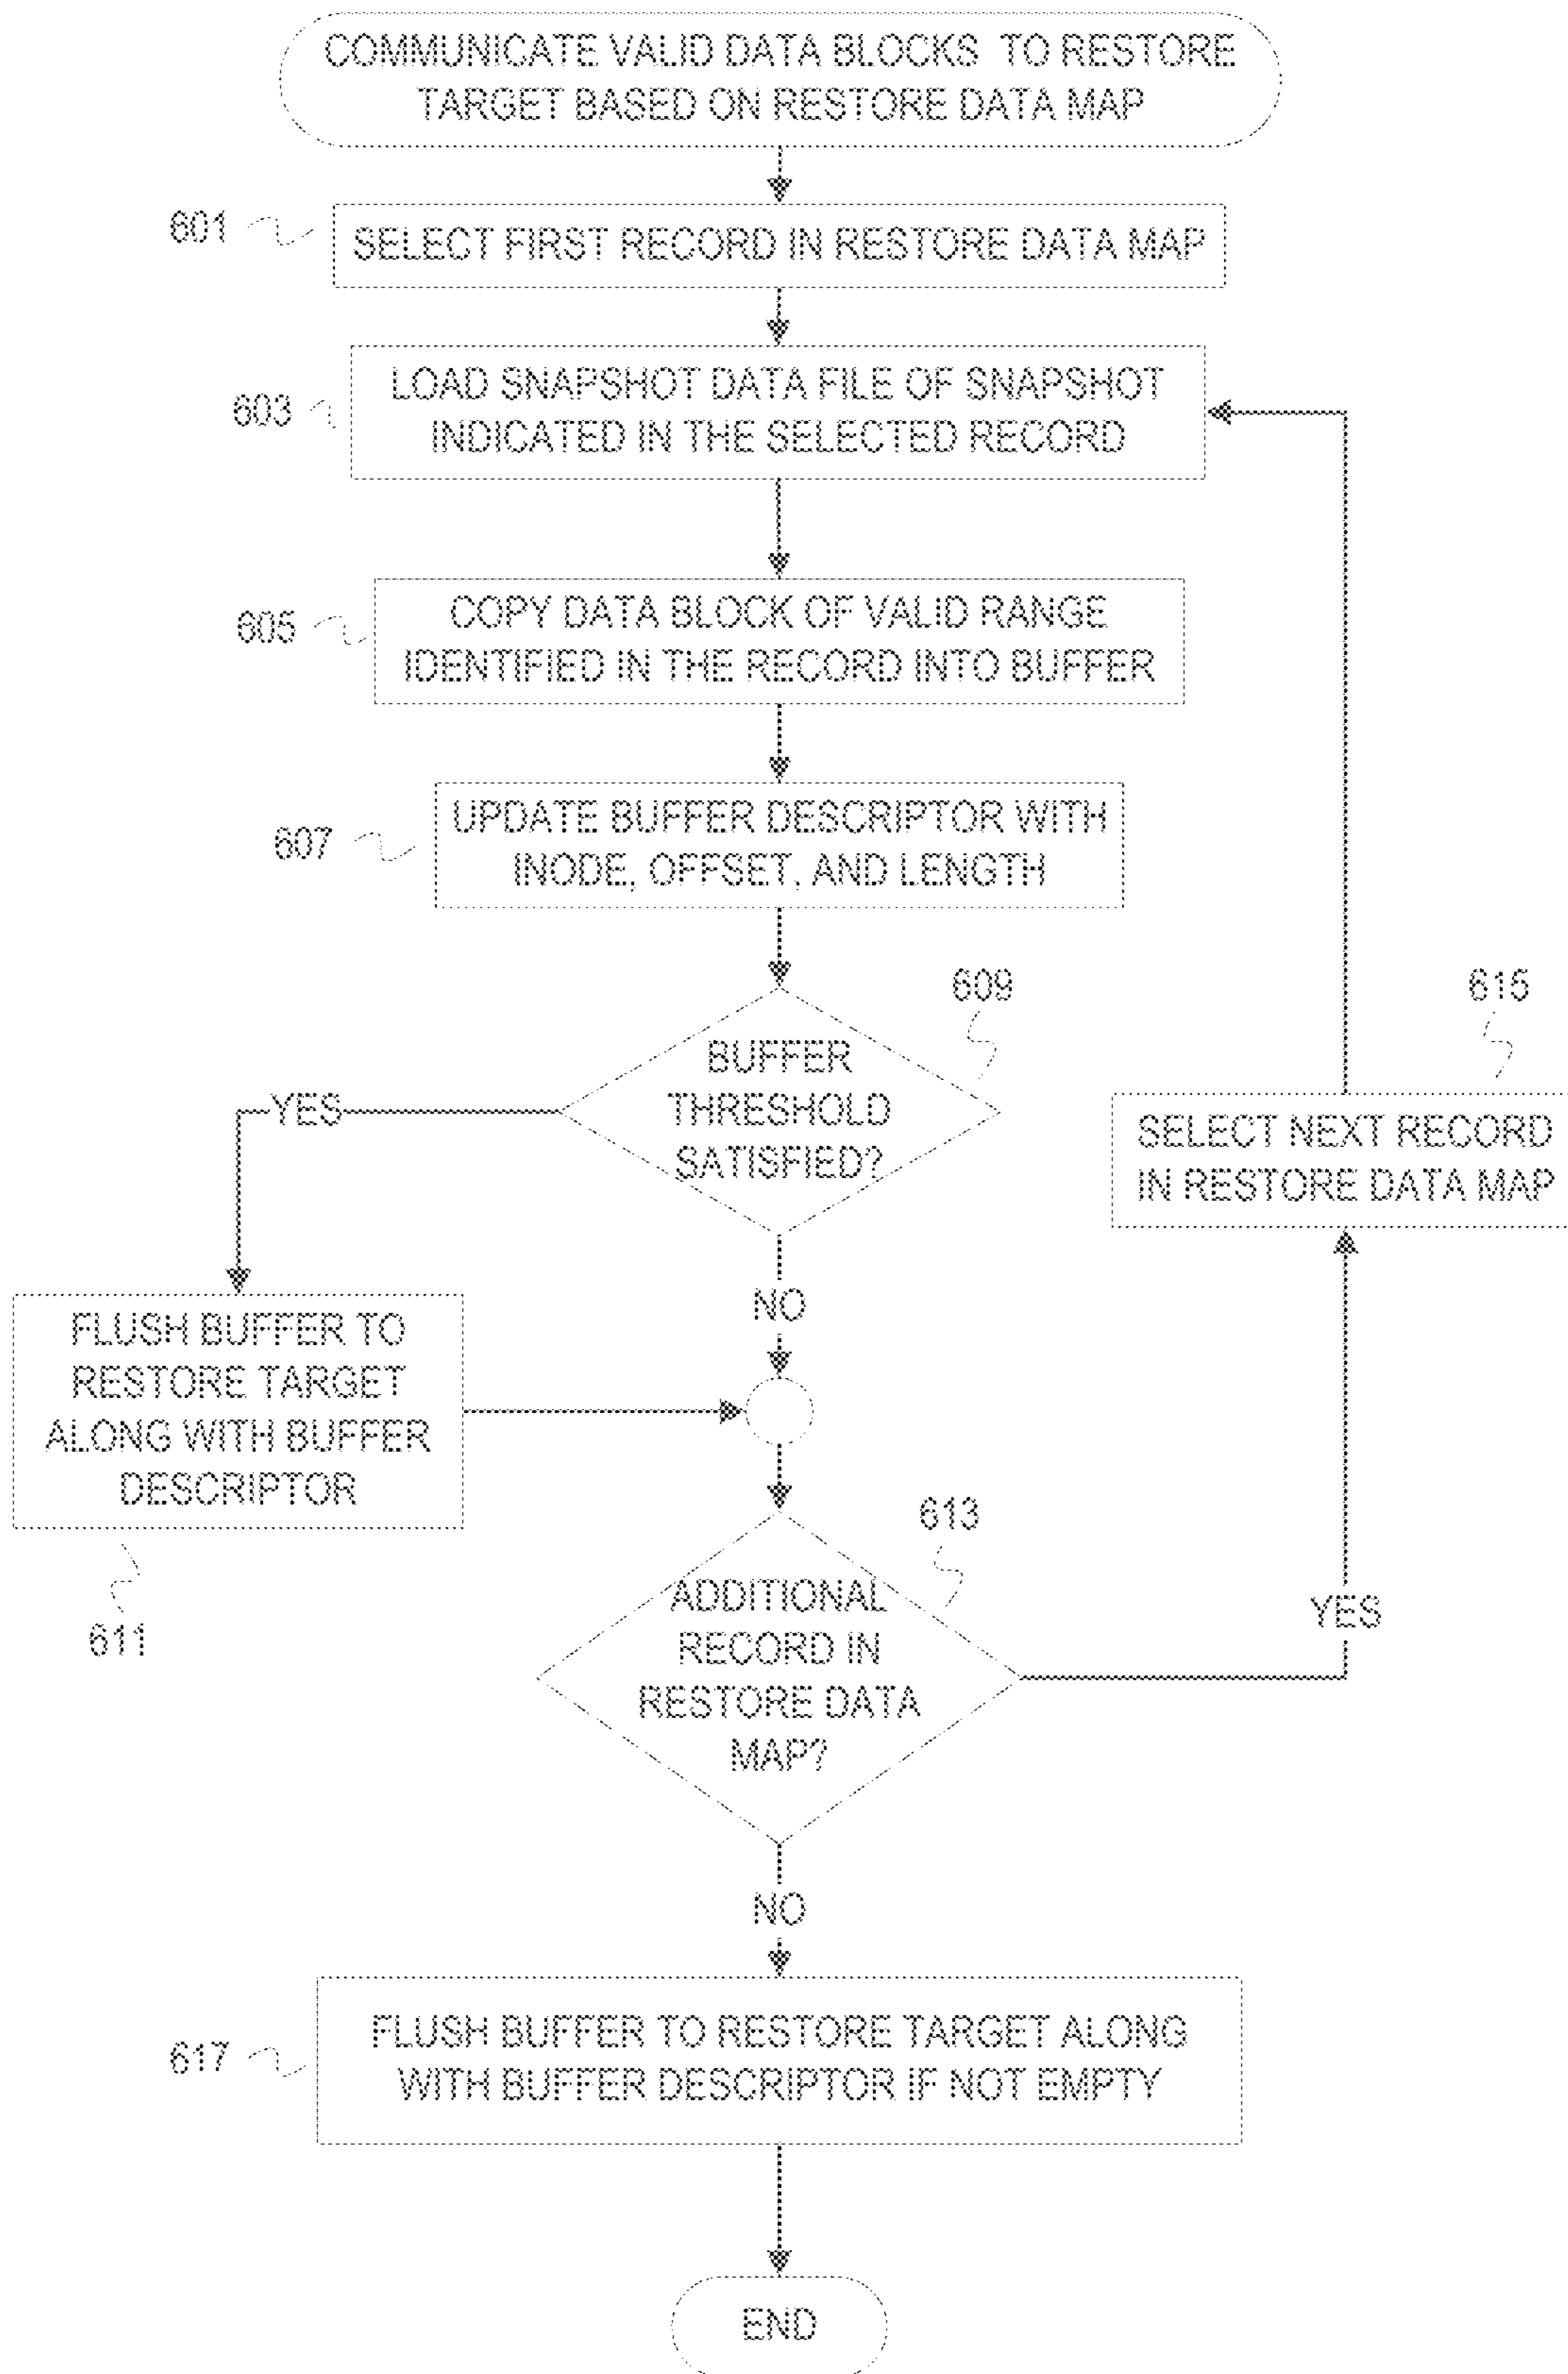 COMMUNICATE VALID DATA BLOCKS TO RESTORE
TARGET BASED ON RESTORE DATA MAP
601
SELECT FIRST RECORD IN RESTORE DATA MAP
603
LOAD SNAPSHOT DATA FILE OF SNAPSHOT
INDICATED IN THE SELECTED RECORD
605
COPY DATA BLOCK OF VALID RANGE
IDENTIFIED IN THE RECORD INTO BUFFER
607
UPDATE BUFFER DESCRIPTOR WITH
INODE, OFFSET, AND LENGTH
609
BUFFER
THRESHOLD
SATISFIED?
YES
NO
615
SELECT NEXT RECORD
IN RESTORE DATA MAP
FLUSH BUFFER TO
RESTORE TARGET
ALONG WITH BUFFER
DESCRIPTOR
611
613
ADDITIONAL
RECORD IN
RESTORE DATA
MAP?
YES
NO
617
FLUSH BUFFER TO RESTORE TARGET ALONG
WITH BUFFER DESCRIPTOR IF NOT EMPTY
END